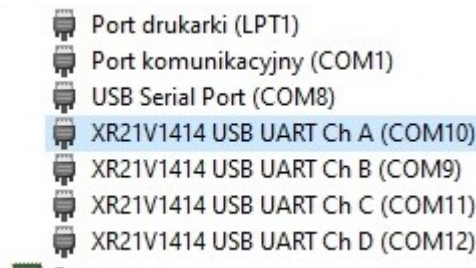 Port drukarki (LPT1)
Port komunikacyjny (COM1)
USB Serial Port (COM8)
XR21V1414 USB UART Ch A (COM10)
XR21V1414 USB UART Ch B (COM9)
XR21V1414 USB UART Ch C (COM11)
XR21V1414 USB UART Ch D (COM12)